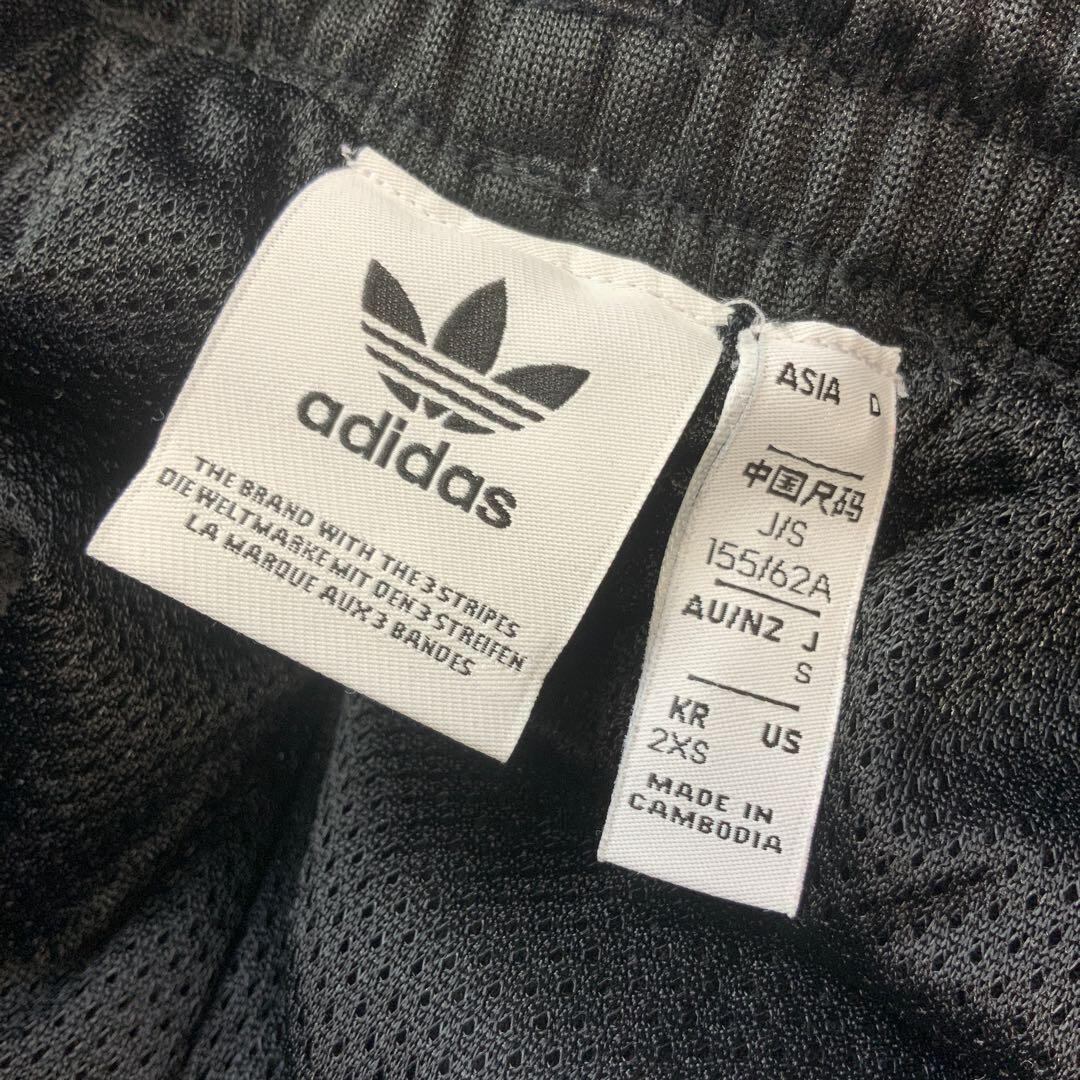 adidas
THE BRAND WITH THE 3 STRIPES
DIE WELTMARKE MIT DEN 3 STREIFEN
LA MARQUE AUX 3 BANDES
ASIA D
中国尺码
J/S
155/62A
AU/NZ J
S
KR US
2XS
MADE IN
CAMBODIA